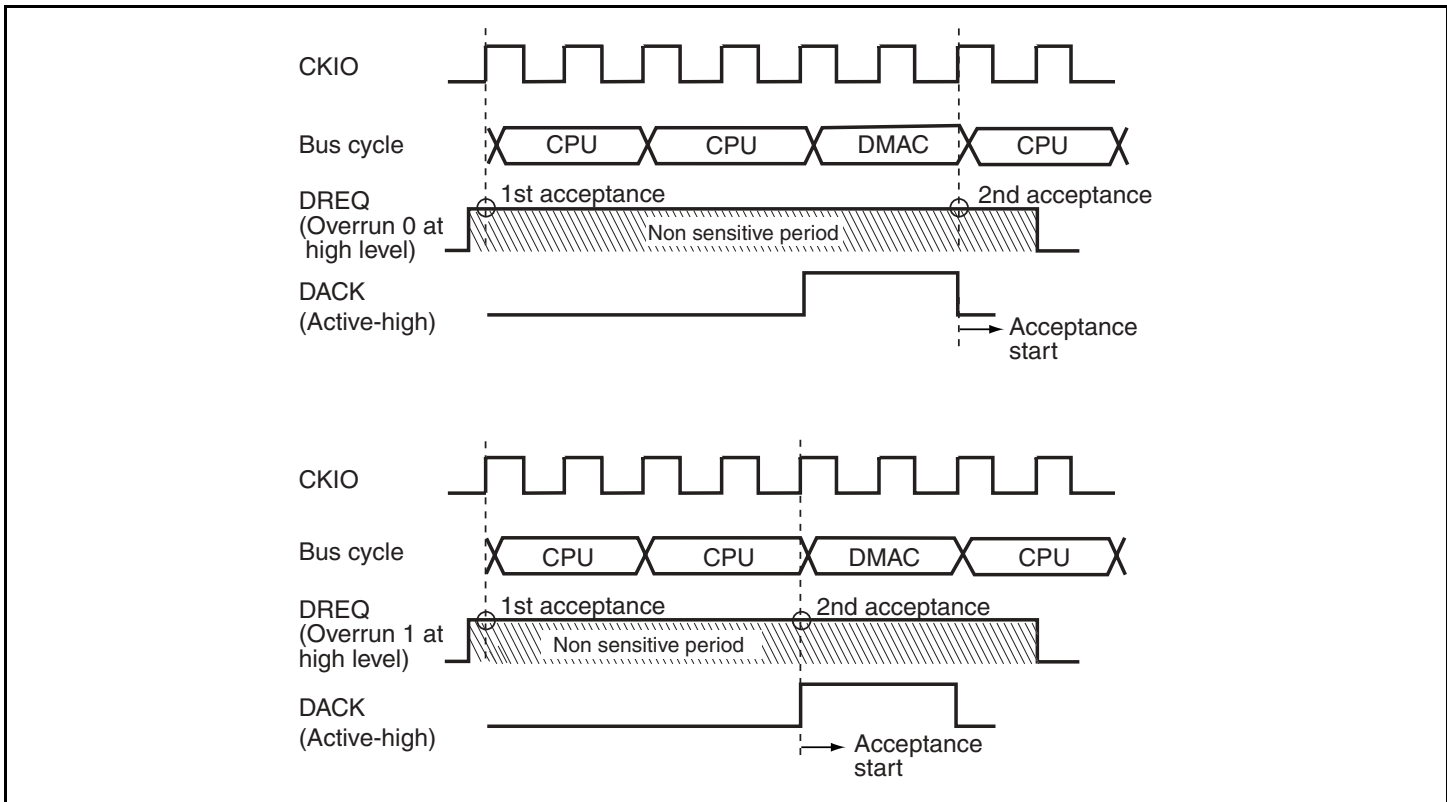 CKIO
Bus cycle
CPU CPU DMAC CPU
DREQ
(Overrun 0 at
high level)
1st acceptance
2nd acceptance
Non sensitive period
DACK
(Active-high)
Acceptance
start
CKIO
Bus cycle
CPU CPU DMAC CPU
DREQ
(Overrun 1 at
high level)
1st acceptance
2nd acceptance
Non sensitive period
DACK
(Active-high)
Acceptance
start